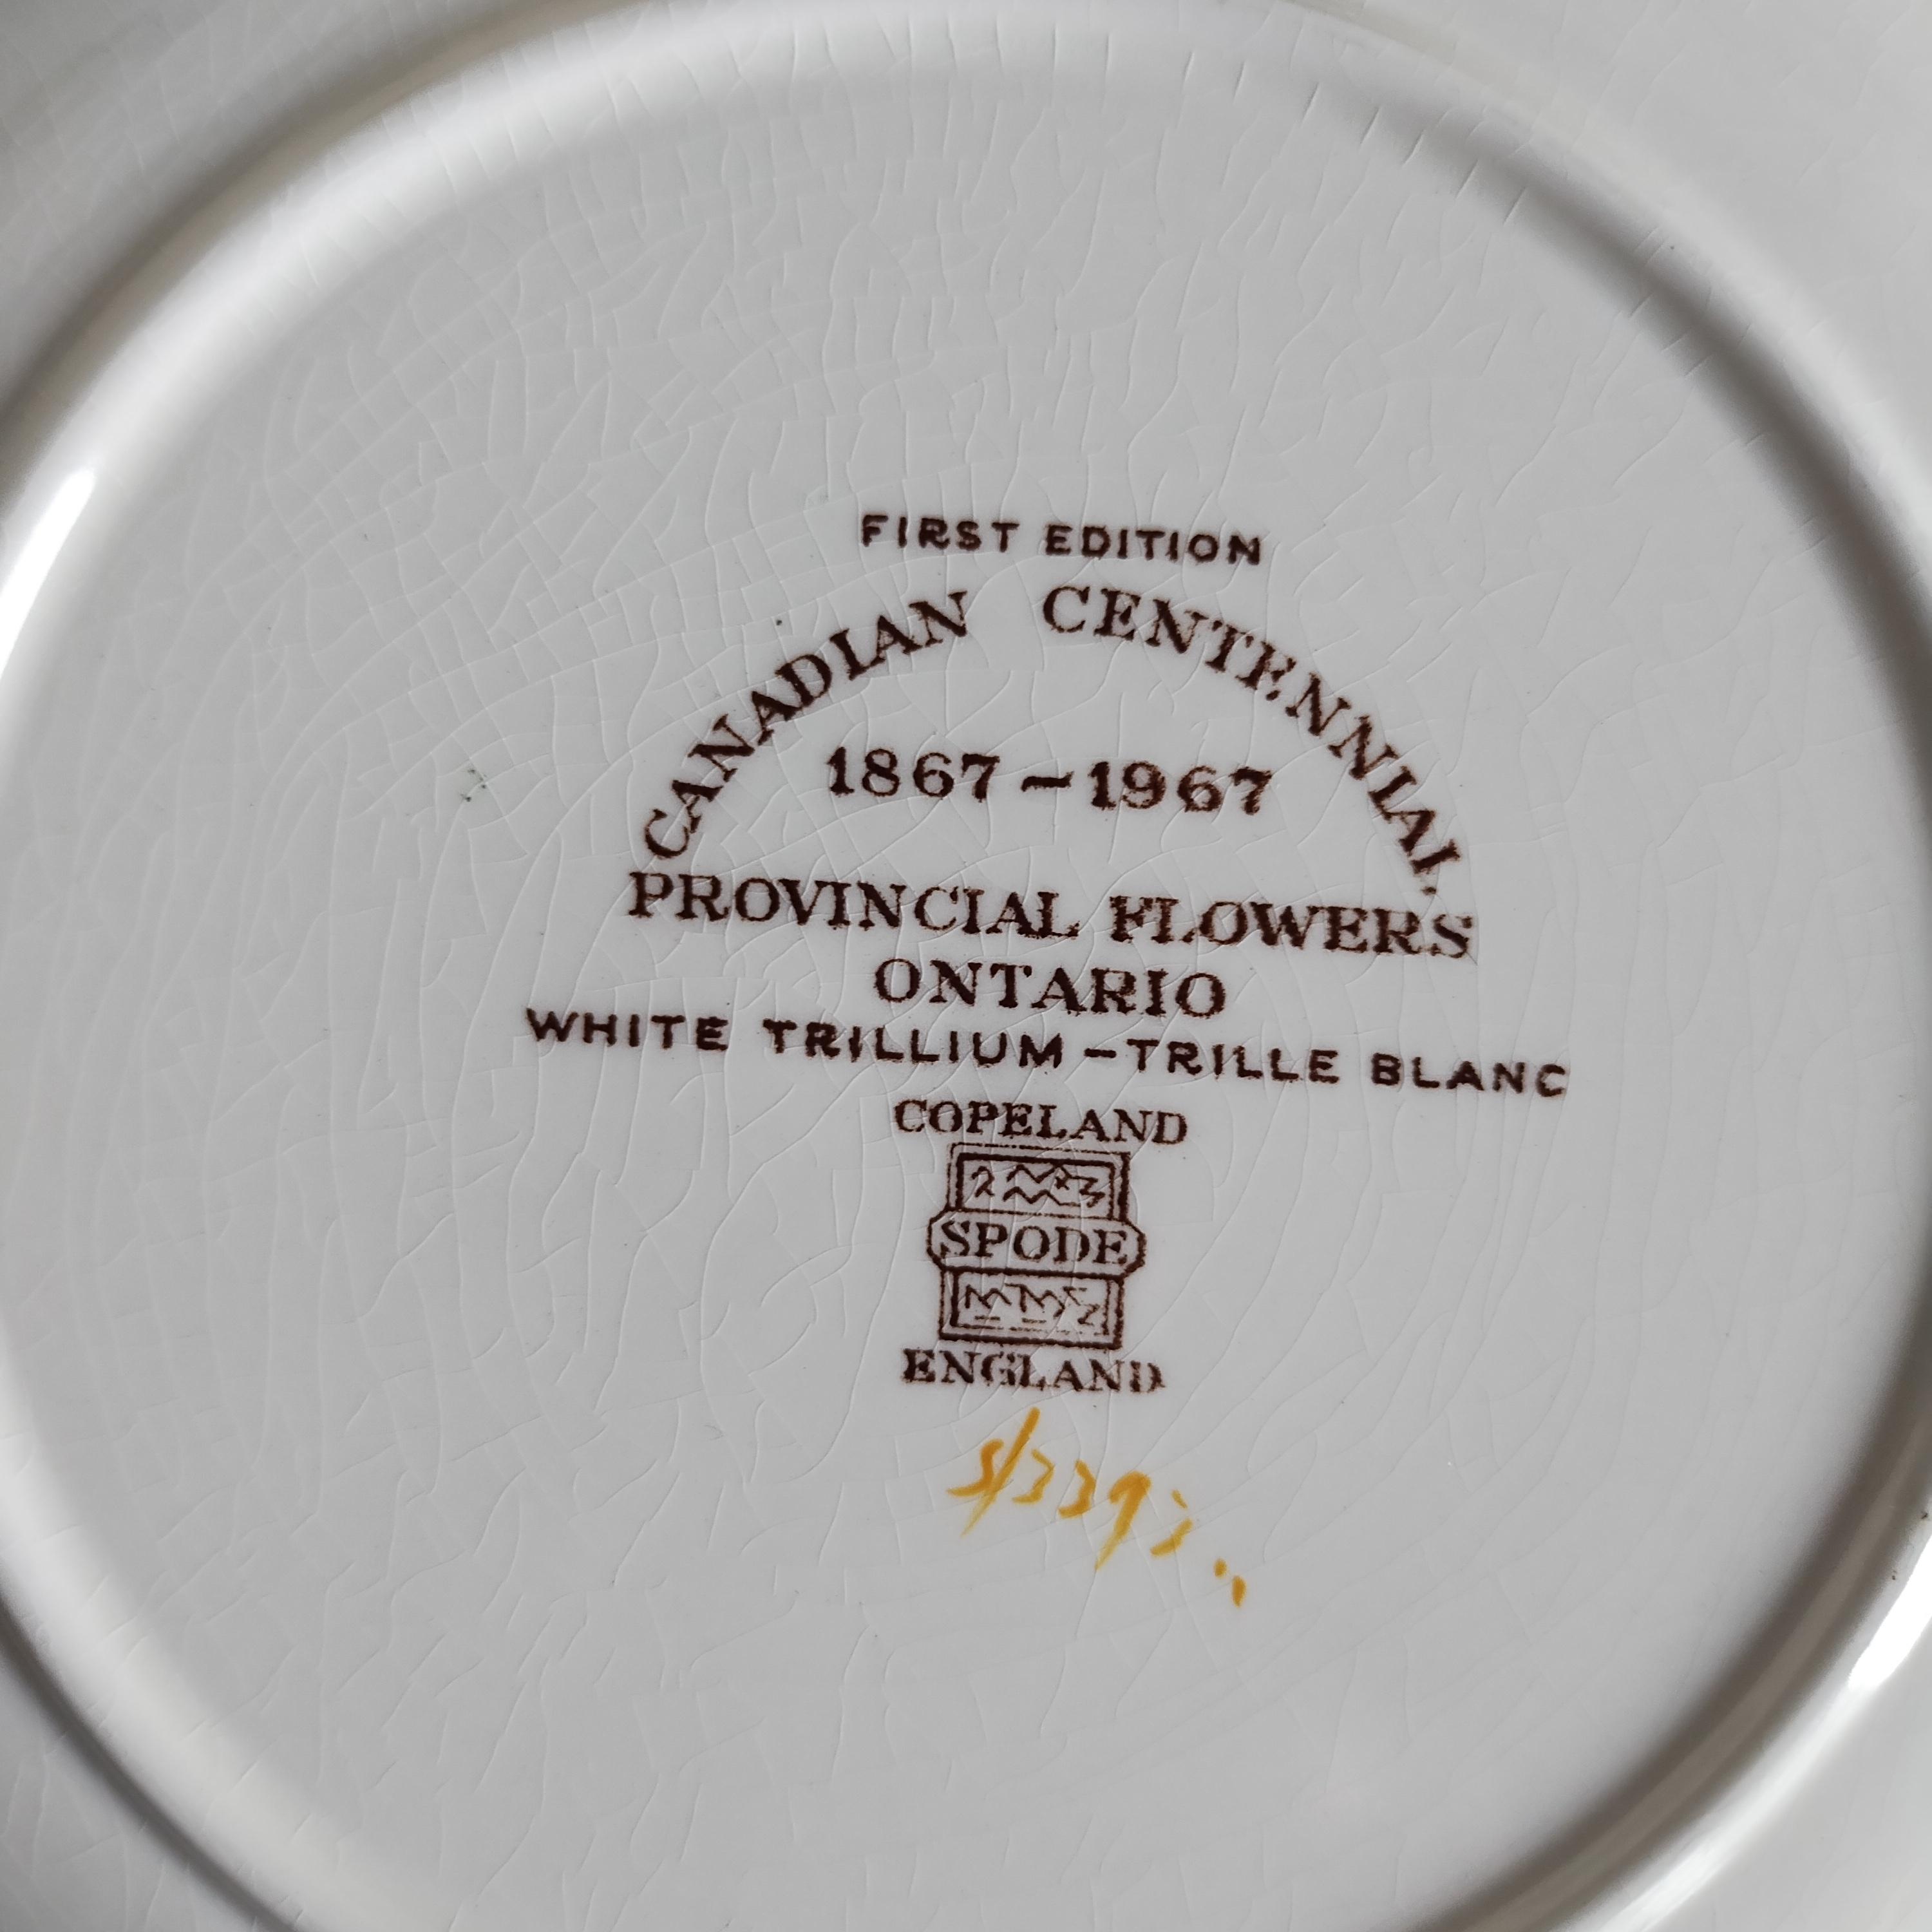 FIRST EDITION
CANADIAN CENTENNIAL
1867-1967
PROVINCIAL FLOWERS
ONTARIO
WHITE TRILLIUM-TRILLE BLANC
COPELAND
SPODE
ENGLAND